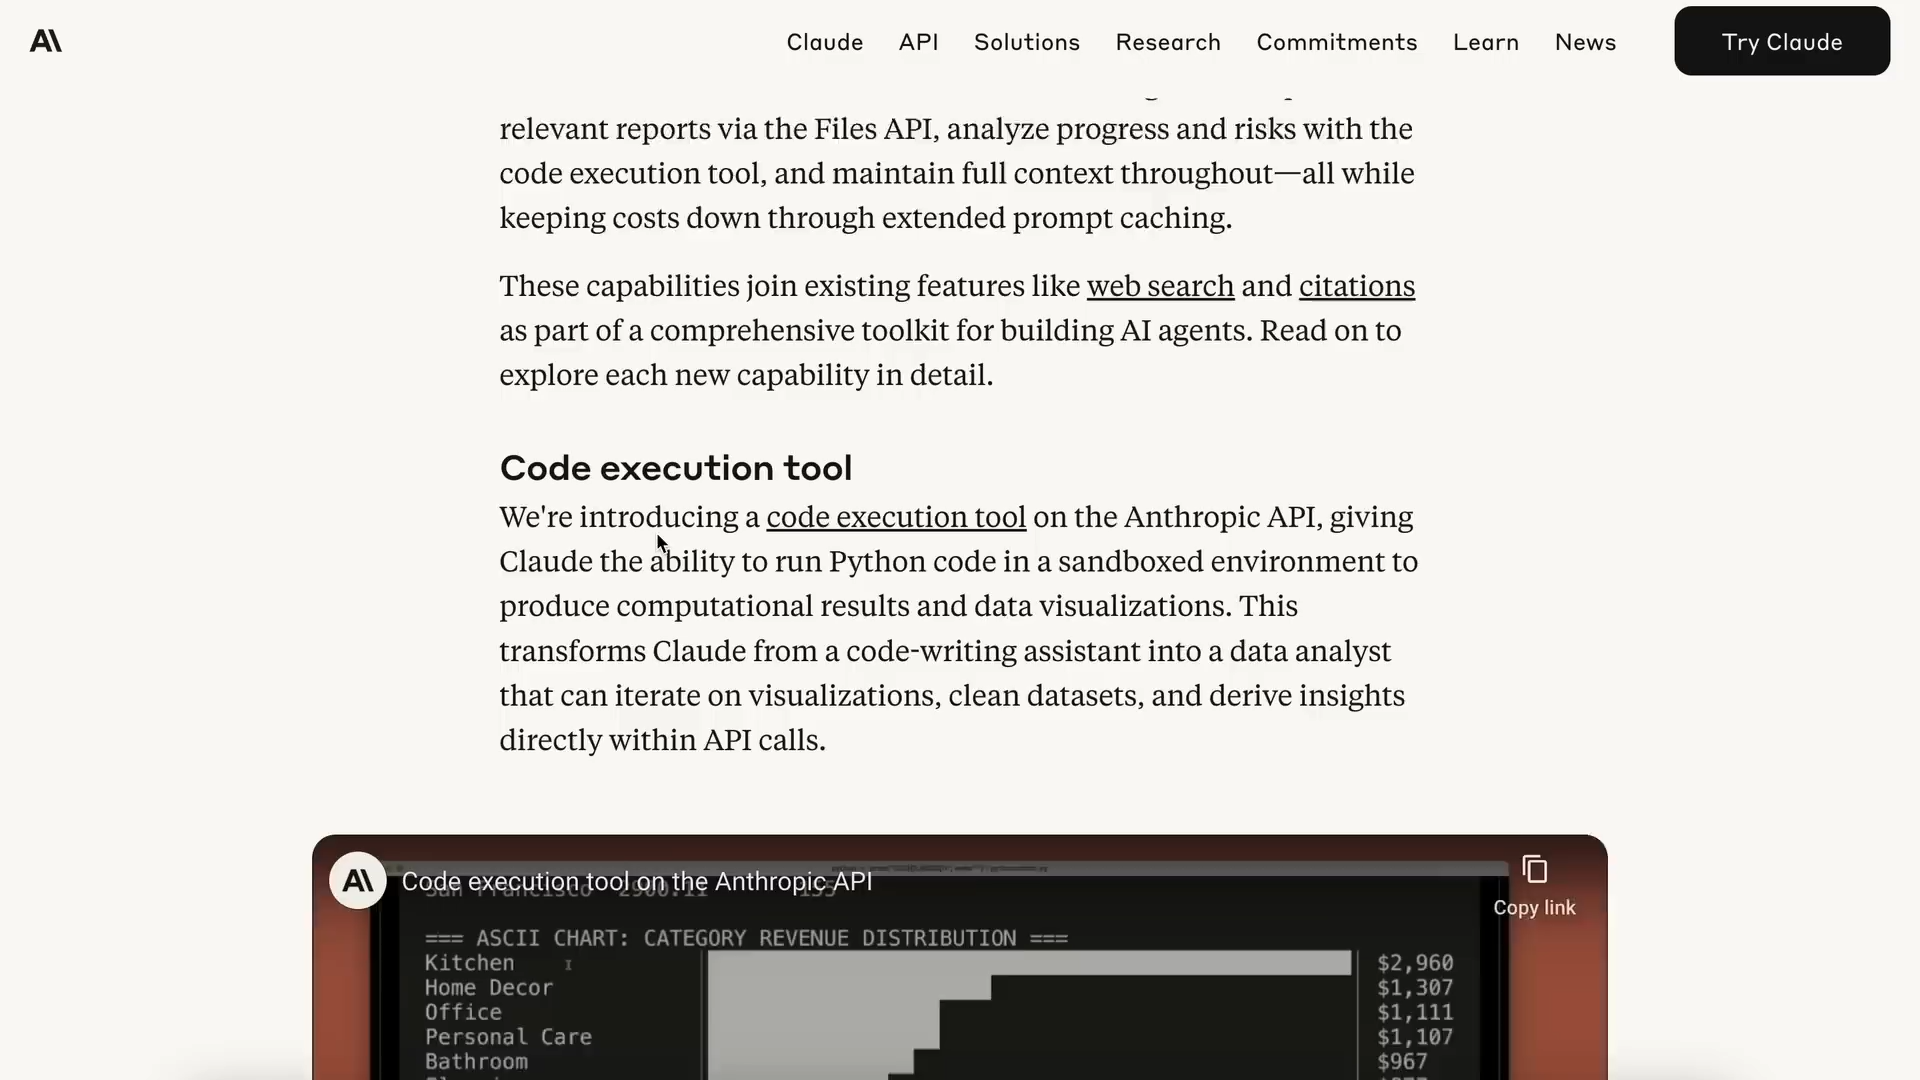 Claude API Solutions Research Commitments Learn News Try Claude
relevant reports via the Files API, analyze progress and risks with the
code execution tool, and maintain full context throughout—all while
keeping costs down through extended prompt caching.
These capabilities join existing features like web search and citations
as part of a comprehensive toolkit for building AI agents. Read on to
explore each new capability in detail.
Code execution tool
We're introducing a code execution tool on the Anthropic API, giving
Claude the ability to run Python code in a sandboxed environment to
produce computational results and data visualizations. This
transforms Claude from a code-writing assistant into a data analyst
that can iterate on visualizations, clean datasets, and derive insights
directly within API calls.
Code execution tool on the Anthropic API
Copy link
San Francisco 2900.11 155
=== ASCII CHART: CATEGORY REVENUE DISTRIBUTION ===
Kitchen $2,960
Home Decor $1,307
Office $1,111
Personal Care $1,107
Bathroom $967